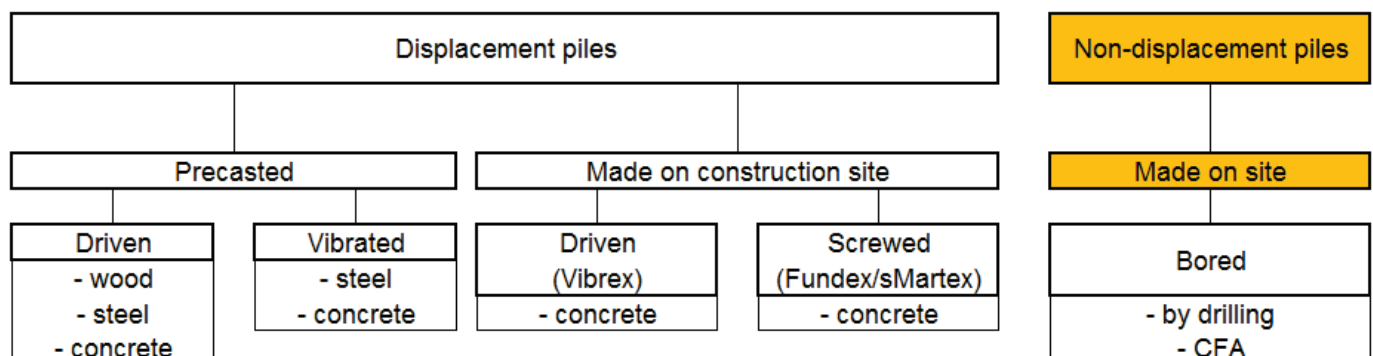 Displacement piles
Non-displacement piles
Precasted
Made on construction site
Made on site
Driven
- wood
- steel
- concrete
Vibrated
- steel
- concrete
Driven
(Vibrex)
- concrete
Screwed
(Fundex/sMartex)
- concrete
Bored
- by drilling
- CFA